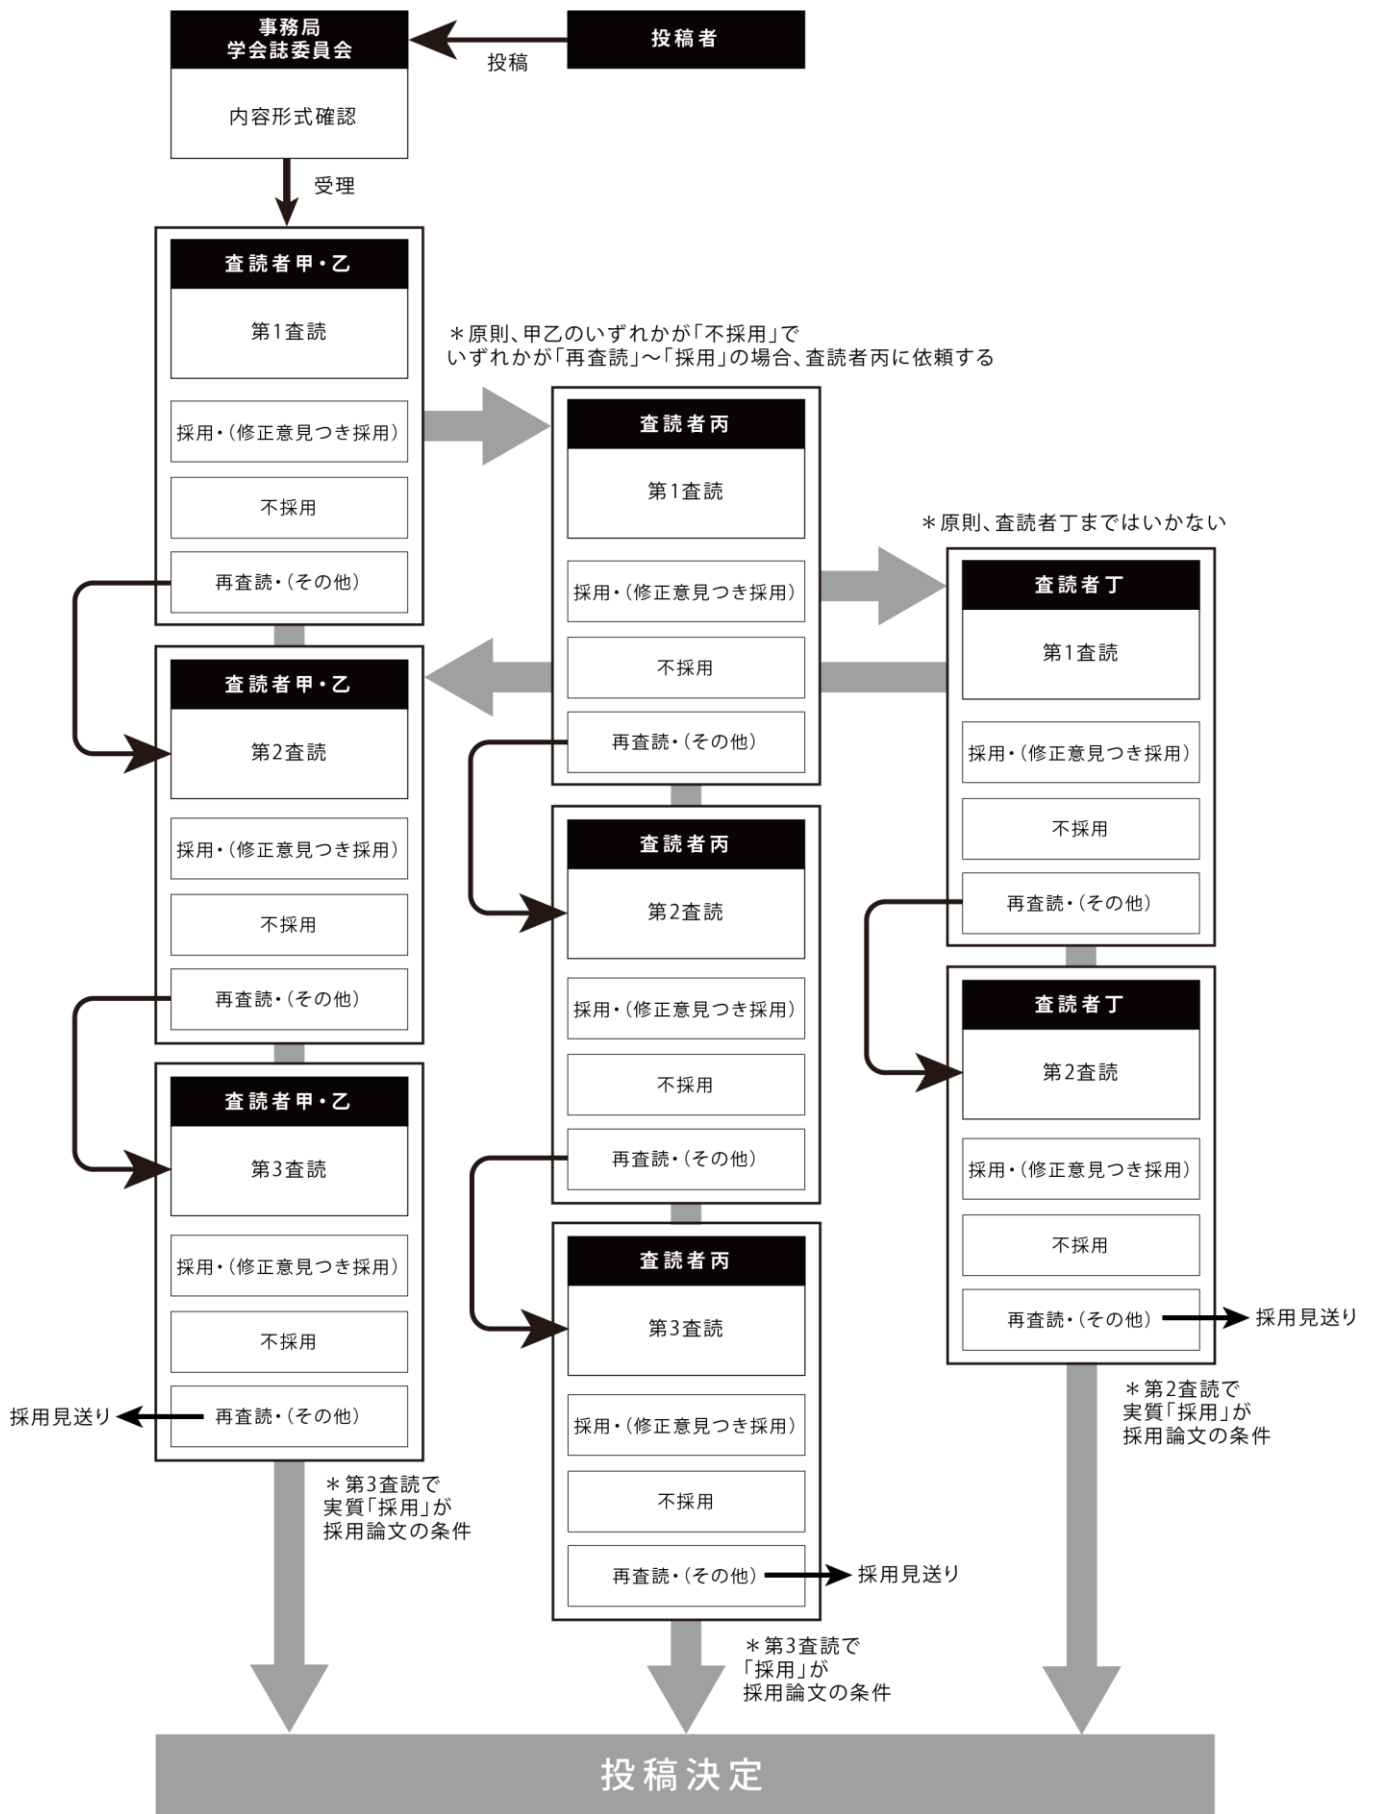 事務局
学会誌委員会
投稿者
投稿
内容形式確認
受理
査読者甲・乙
第1査読
採用・(修正意見つき採用)
不採用
再査読・(その他)
＊原則、甲乙のいずれかが「不採用」で
いずれかが「再査読」～「採用」の場合、査読者丙に依頼する
査読者丙
第1査読
採用・(修正意見つき採用)
不採用
再査読・(その他)
＊原則、査読者丁まではいかない
査読者丁
第1査読
採用・(修正意見つき採用)
不採用
再査読・(その他)
査読者甲・乙
第2査読
採用・(修正意見つき採用)
不採用
再査読・(その他)
査読者丙
第2査読
採用・(修正意見つき採用)
不採用
再査読・(その他)
査読者丁
第2査読
採用・(修正意見つき採用)
不採用
再査読・(その他)
採用見送り
＊第2査読で
実質「採用」が
採用論文の条件
査読者甲・乙
第3査読
採用・(修正意見つき採用)
不採用
再査読・(その他)
採用見送り
＊第3査読で
実質「採用」が
採用論文の条件
査読者丙
第3査読
採用・(修正意見つき採用)
不採用
再査読・(その他)
採用見送り
＊第3査読で
「採用」が
採用論文の条件
投稿決定